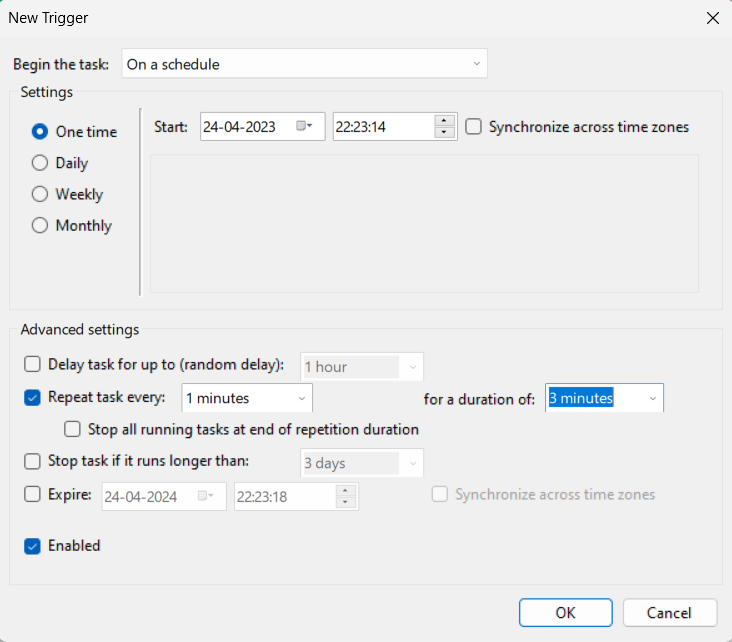 New Trigger
Begin the task: On a schedule
Settings
One time Start: 24-04-2023 22:23:14 Synchronize across time zones
Daily
Weekly
Monthly
Advanced settings
Delay task for up to (random delay): 1 hour
Repeat task every: 1 minutes for a duration of: 3 minutes
Stop all running tasks at end of repetition duration
Stop task if it runs longer than: 3 days
Expire: 24-04-2024 22:23:18 Synchronize across time zones
Enabled
OK Cancel